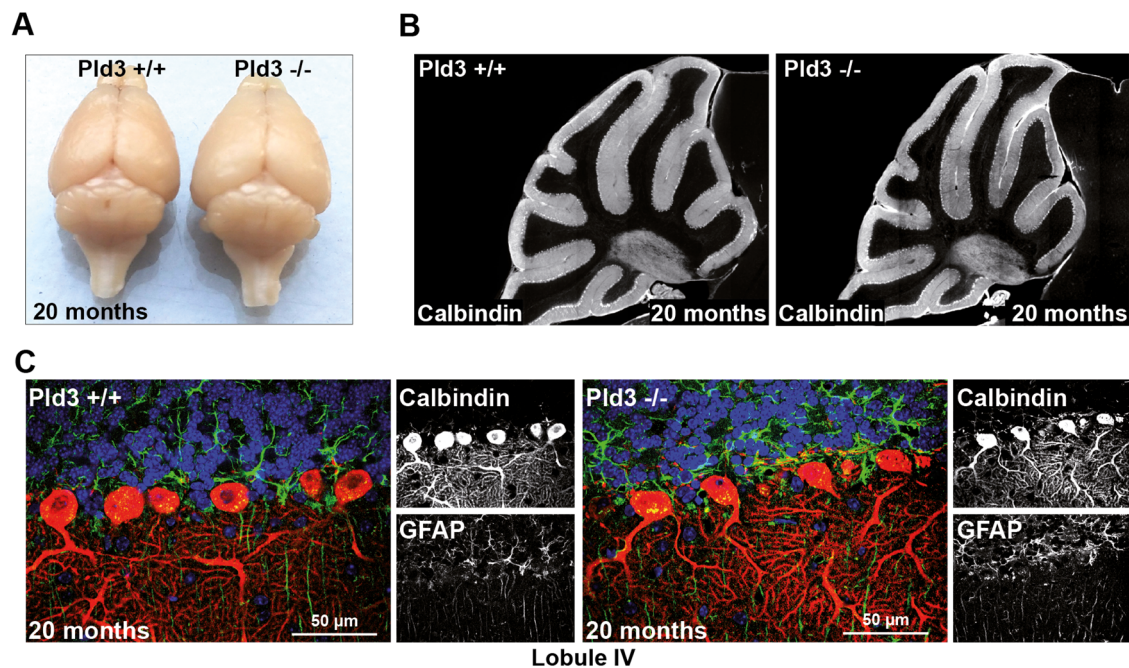 A
Pld3 +/+
Pld3 -/-
20 months
B
Pld3 +/+
Calbindin
20 months
Pld3 -/-
Calbindin
20 months
C
Pld3 +/+
20 months
50 µm
Calbindin
GFAP
Pld3 -/-
20 months
50 µm
Calbindin
GFAP
Lobule IV